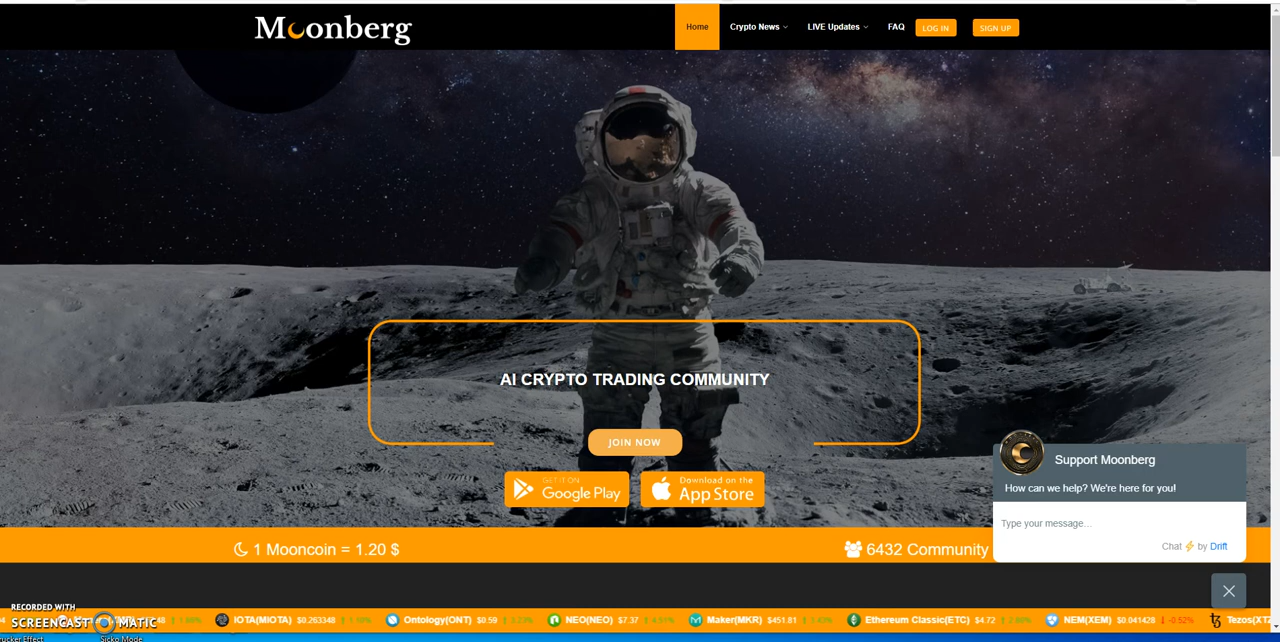 Moonberg
Home
Crypto News
LIVE Updates
FAQ
LOG IN
SIGN UP
AI CRYPTO TRADING COMMUNITY
JOIN NOW
GET IT ON
Google Play
Download on the
App Store
Support Moonberg
How can we help? We're here for you!
Type your message...
Chat ⚡ by Drift
1 Mooncoin = 1.20 $
6432 Community
IOTA(MIOTA) $0.263348
Ontology(ONT) $0.59
NEO(NEO) $7.37
Maker(MKR) $451.81
Ethereum Classic(ETC) $4.72
NEM(XEM) $0.041428 ↓ -0.52%
RECORDED WITH
SCREENCAST MATIC
Sicko Mode